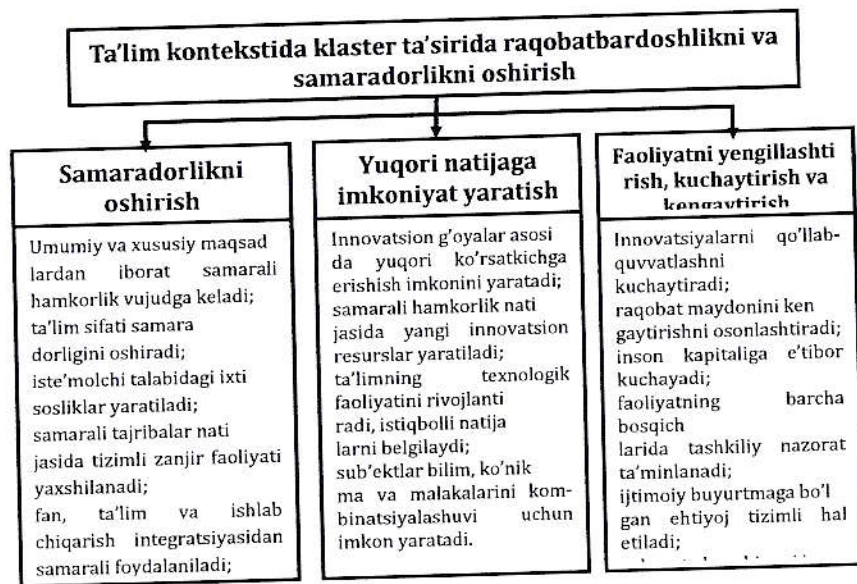 Ta'lim kontekstida klaster ta'sirida raqobatbardoshlikni va
samaradorlikni oshirish
Samaradorlikni
oshirish
Umumiy va xususiy maqsad
lardan iborat samarali
hamkorlik vujudga keladi;
ta'lim sifati samara
dorligini oshiradi;
iste'molchi talabidagi ixti
sosliklar yaratiladi;
samarali tajribalar nati
jasida tizimli zanjir faoliyati
yaxshilanadi;
fan, ta'lim va ishlab
chiqarish integratsiyasidan
samarali foydalaniladi;
Yuqori natijaga
imkoniyat yaratish
Innovatsion g'oyalar asosi
da yuqori ko'rsatkichga
erishish imkonini yaratadi;
samarali hamkorlik nati
jasida yangi innovatsion
resurslar yaratiladi;
ta'limning texnologik
faoliyatini rivojlanti
radi, istiqbolli natija
larni belgilaydi;
sub'ektlar bilim, ko'nik
ma va malakalarini kom-
binatsiyalashuvi uchun
imkon yaratadi.
Faoliyatni yengillashti
rish, kuchaytirish va
kengaytirish
Innovatsiyalarni qo'llab-
quvvatlashni
kuchaytiradi;
raqobat maydonini ken
gaytirishni osonlashtiradi;
inson kapitaliga e'tibor
kuchayadi;
faoliyatning barcha
bosqich
larida tashkiliy nazorat
ta'minlanadi;
ijtimoiy buyurtmaga bo'l
gan ehtiyoj tizimli hal
etiladi;